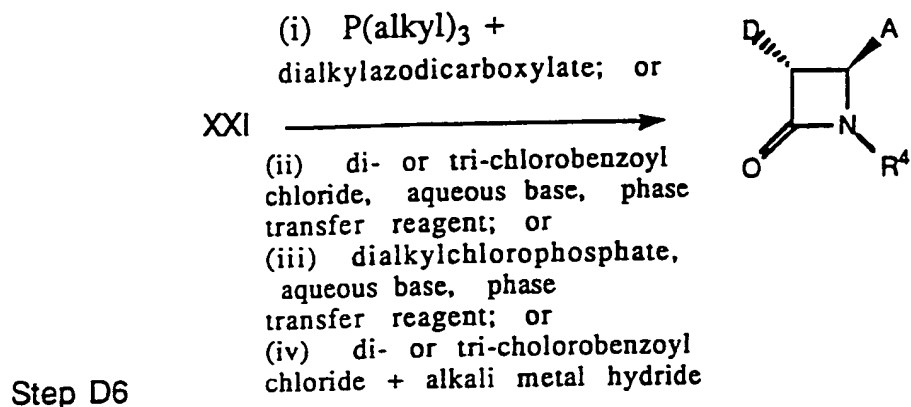 (i) P(alkyl)3 +
dialkylazodicarboxylate; or
XXI
(ii) di- or tri-chlorobenzoyl
chloride, aqueous base, phase
transfer reagent; or
(iii) dialkylchlorophosphate,
aqueous base, phase
transfer reagent; or
(iv) di- or tri-cholorobenzoyl
chloride + alkali metal hydride
D A
N
O R4
Step D6